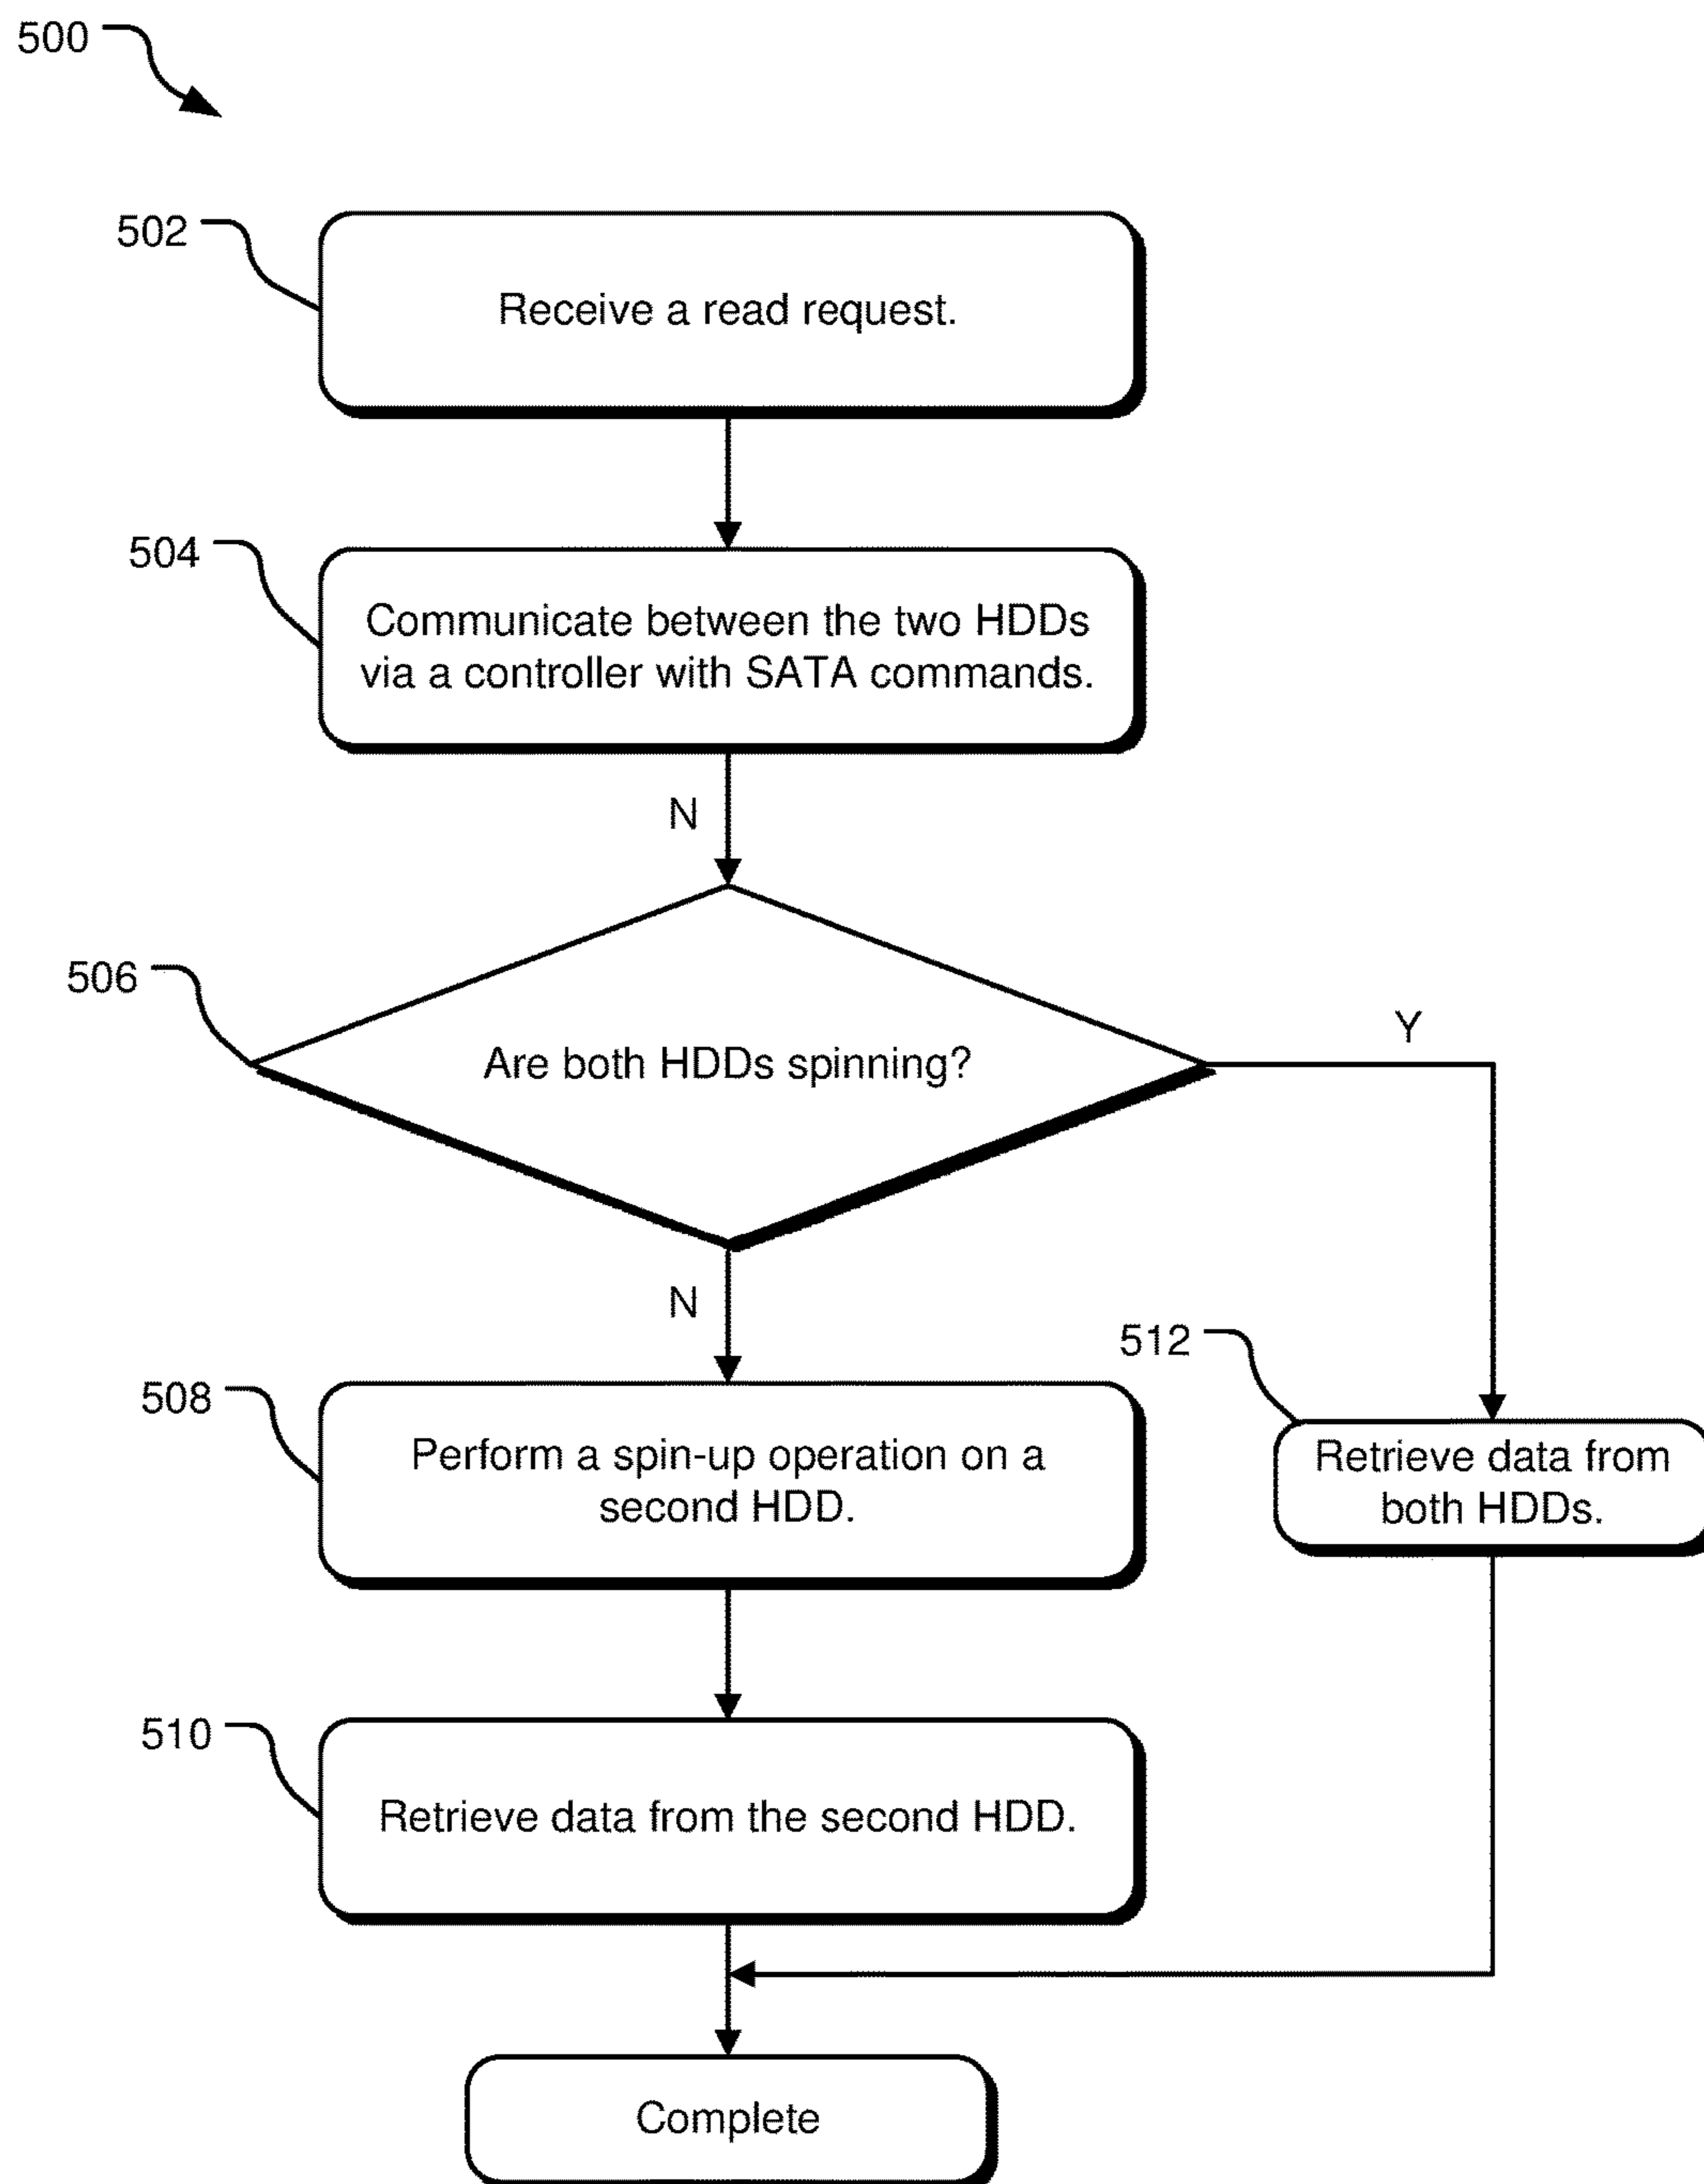 500
502
Receive a read request.
504
Communicate between the two HDDs
via a controller with SATA commands.
N
506
Are both HDDs spinning?
Y
N
508
Perform a spin-up operation on a
second HDD.
512
Retrieve data from
both HDDs.
510
Retrieve data from the second HDD.
Complete